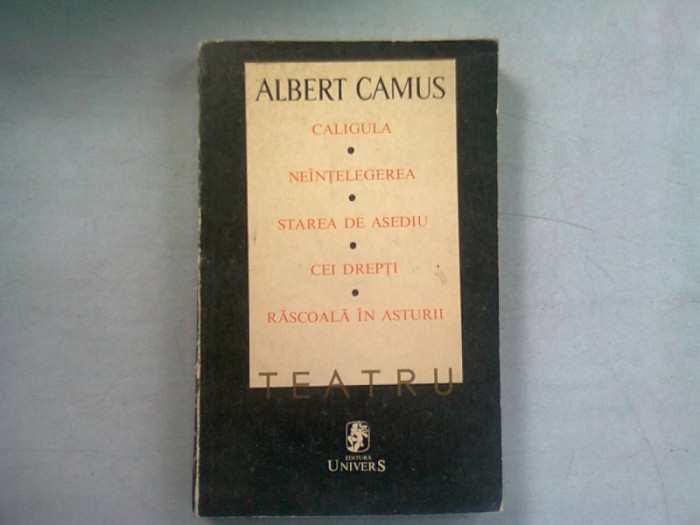 ALBERT CAMUS
CALIGULA
NEÎNȚELEGEREA
STAREA DE ASEDIU
CEI DREPȚI
RĂSCOALĂ ÎN ASTURII
TEATRU
EDITURA
UNIVERS